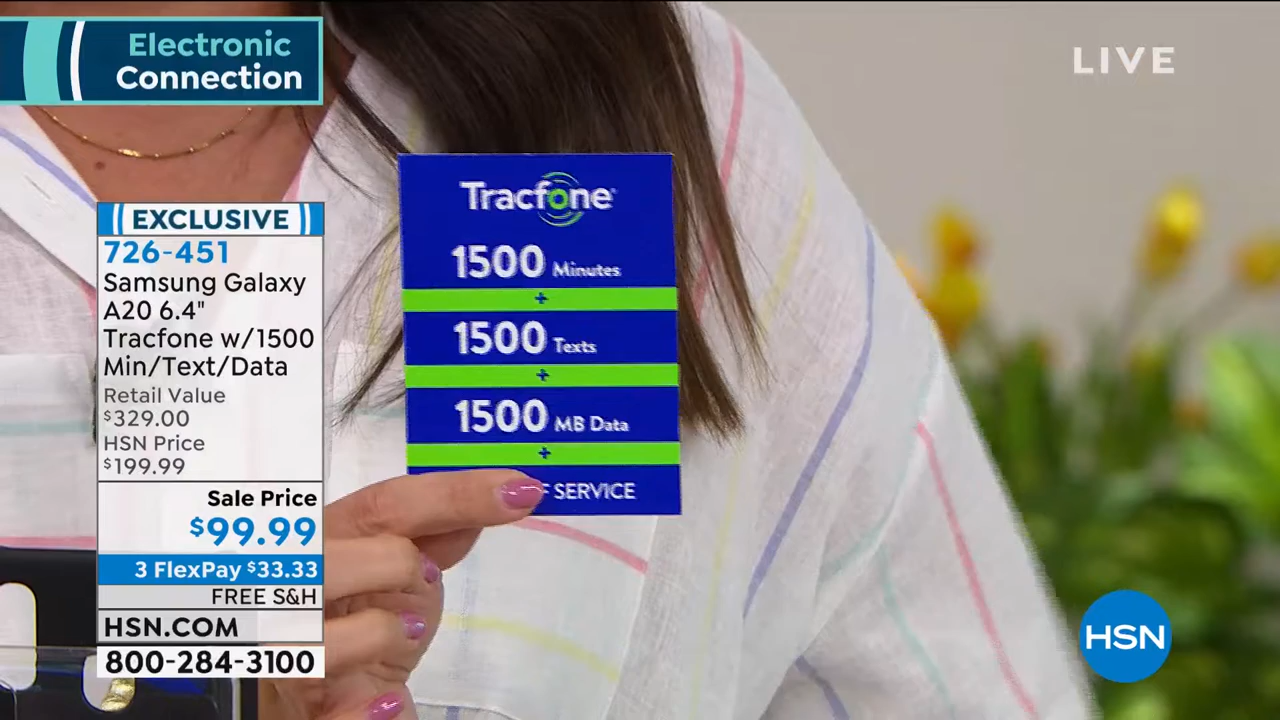 Electronic
Connection
LIVE
EXCLUSIVE
726-451
Samsung Galaxy
A20 6.4"
Tracfone w/1500
Min/Text/Data
Retail Value
$329.00
HSN Price
$199.99
Sale Price
$99.99
3 FlexPay $33.33
FREE S&H
HSN.COM
800-284-3100
Tracfone
1500 Minutes
+
1500 Texts
+
1500 MB Data
+
SERVICE
HSN